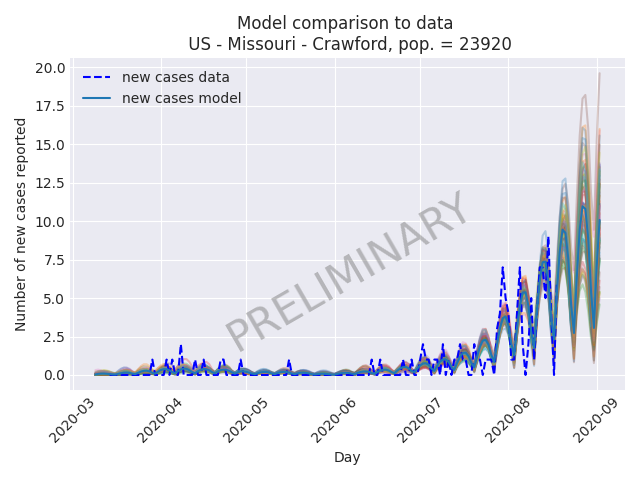 Model comparison to data
US - Missouri - Crawford, pop. = 23920
new cases data
new cases model
Number of new cases reported
20.0
17.5
15.0
12.5
10.0
7.5
5.0
2.5
0.0
PRELIMINARY
2020-03
2020-04
2020-05
2020-06
2020-07
2020-08
2020-09
Day